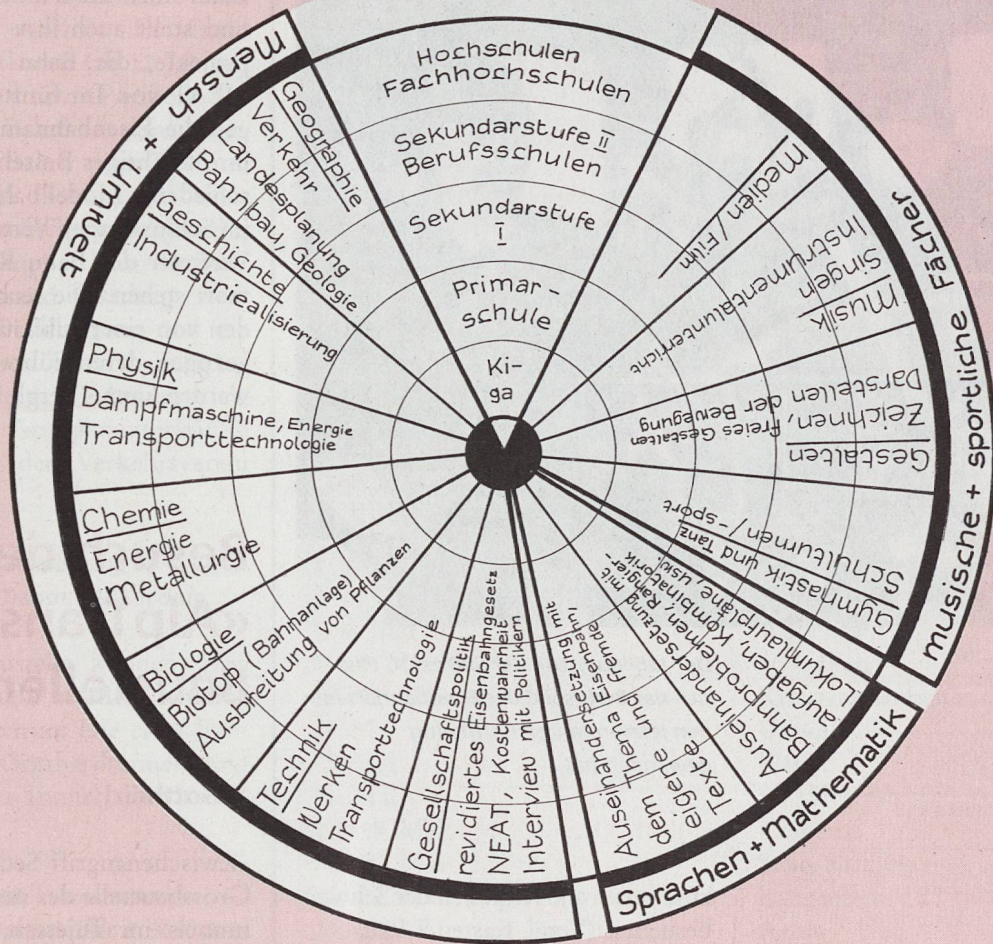 Mensch + Umwelt
musische + sportliche Fächer
Sprachen + Mathematik
Hochschulen
Fachhochschulen
Sekundarstufe II
Berufsschulen
Sekundarstufe
I
Primar-
schule
Ki-
ga
Medien / Film
Instrumentalunterricht
Singen
Musik
Darstellen der Bewegung
Zeichnen Freies Gestalten
Gestalten
Schulturnen / -sport
Gymnastik und Tanz
Auseinandersetzung mit
Bahnproblemen, Rangier-
aufgaben, Kombinatorik
Auseinandersetzung mit
dem Thema Eisenbahn,
eigene und fremde
Texte
Gesellschaftspolitik
revidiertes Eisenbahngesetz
NEAT Kostenwahrheit
Interview mit Politikern
Technik
Werken
Transporttechnologie
Biologie
Biotop (Bahnanlage)
Ausbreitung von Pflanzen
Chemie
Energie
Metallurgie
Physik
Dampfmaschine, Energie
Transporttechnologie
Geschichte
Industriealisierung
Landesplanung
Bahnbau, Geologie
Geographie
Verkehr